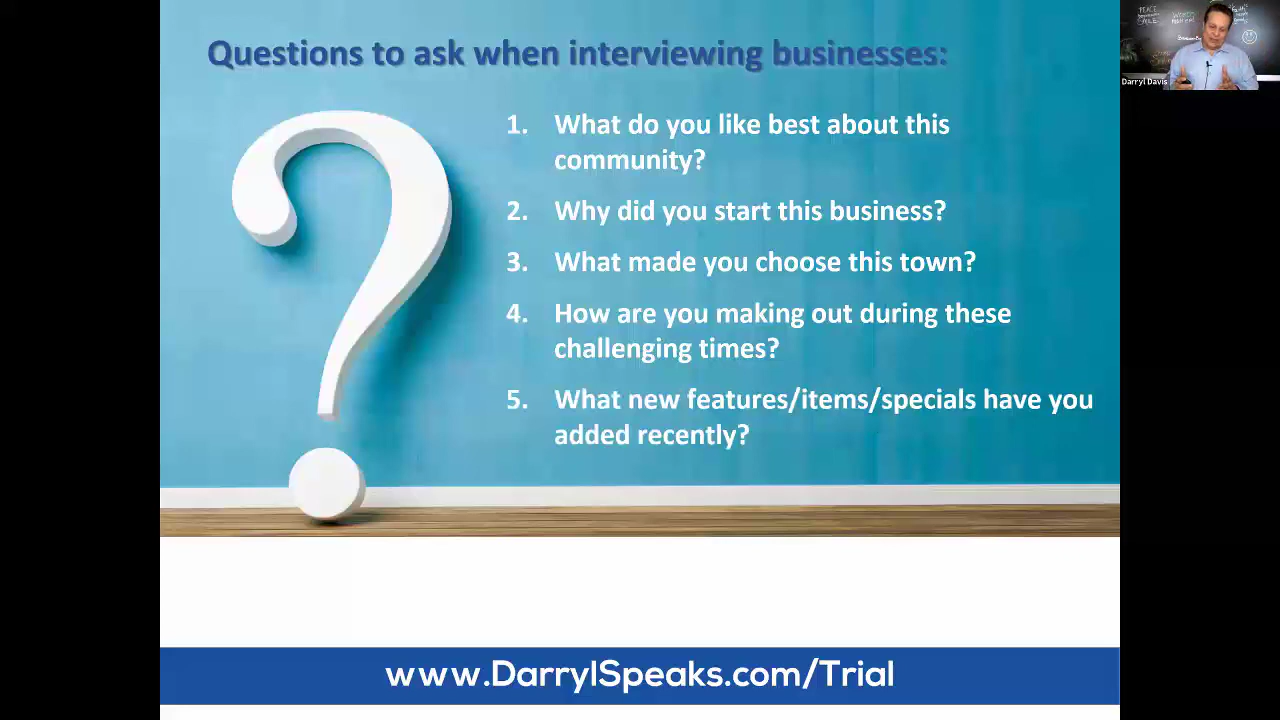 Questions to ask when interviewing businesses:
1. What do you like best about this
community?
2. Why did you start this business?
3. What made you choose this town?
4. How are you making out during these
challenging times?
5. What new features/items/specials have you
added recently?
www.DarrylSpeaks.com/Trial
PEACE
SMILE
Darryl Davis